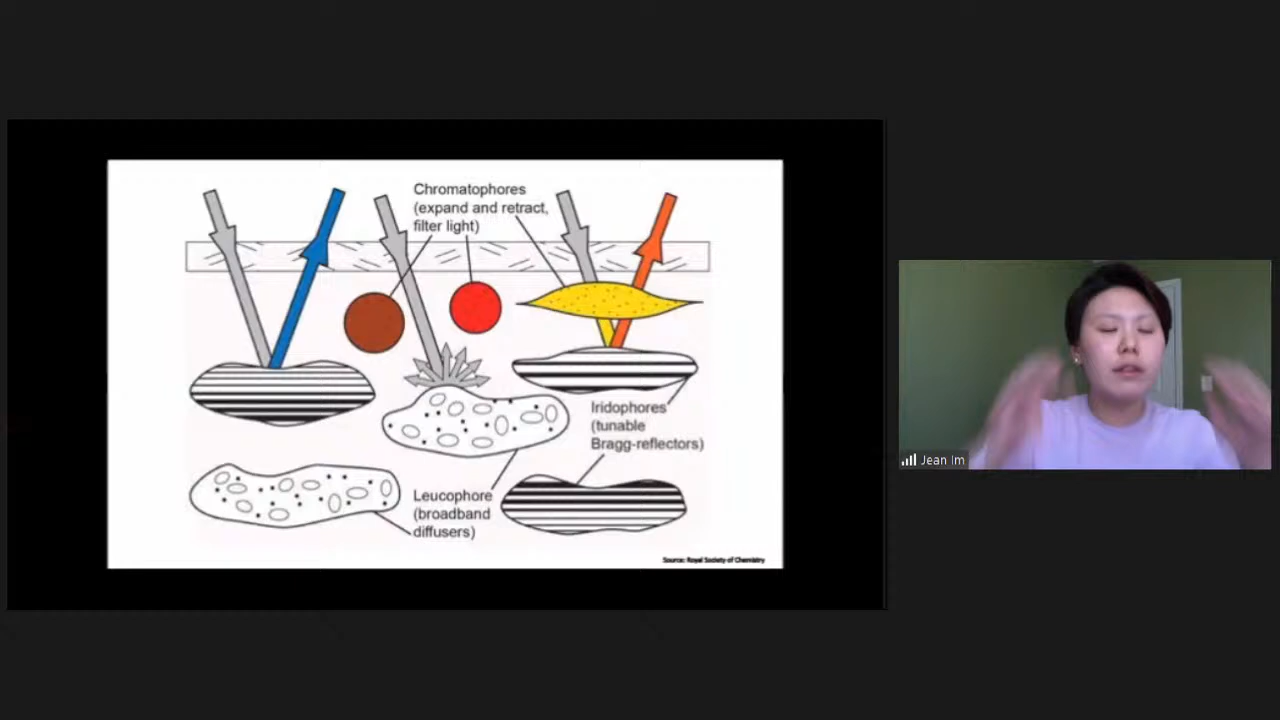 Chromatophores
(expand and retract,
filter light)
Iridophores
(tunable
Bragg-reflectors)
Leucophore
(broadband
diffusers)
Source: Royal Society of Chemistry
Jean Im